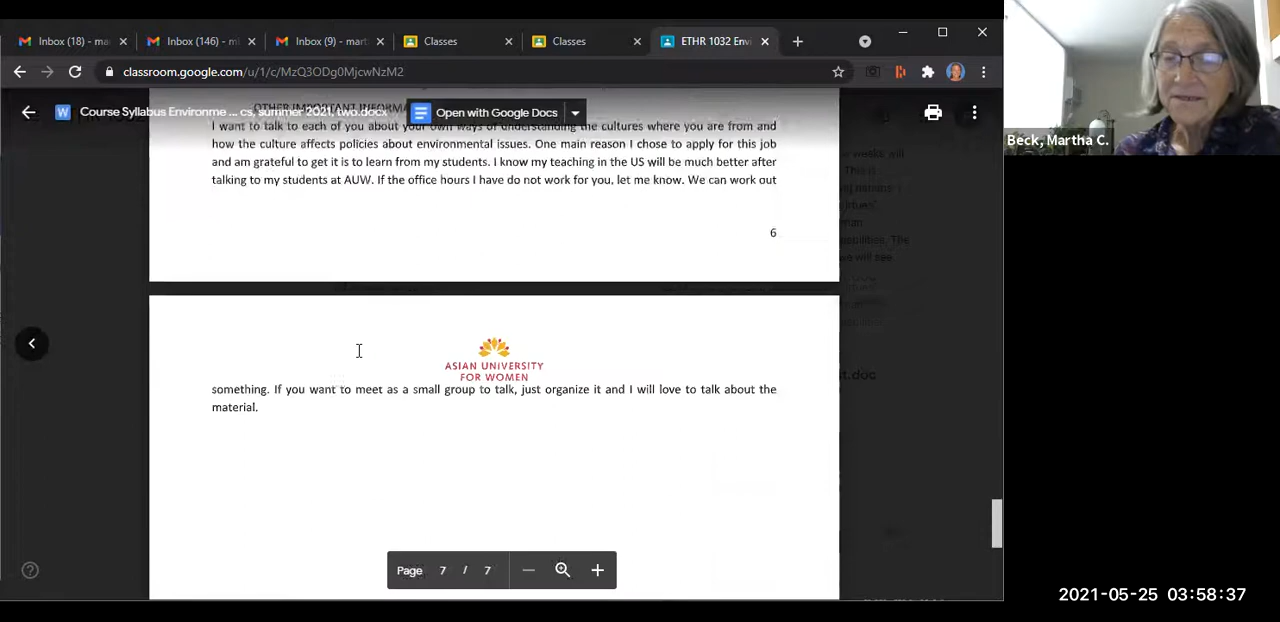 Inbox (18) - ma
Inbox (146) - m
Inbox (9) - mart
Classes
Classes
ETHR 1032 Envi
classroom.google.com/u/1/c/MzQ3ODg0MjcwNzM2
Course Syllabus Environme ... cs, summer 2021, two.docx
Open with Google Docs
OTHER IMPORTANT INFORMA
I want to talk to each of you about your own ways of understanding the cultures where you are from and
how the culture affects policies about environmental issues. One main reason I chose to apply for this job
and am grateful to get it is to learn from my students. I know my teaching in the US will be much better after
talking to my students at AUW. If the office hours I have do not work for you, let me know. We can work out
6
ASIAN UNIVERSITY
FOR WOMEN
something. If you want to meet as a small group to talk, just organize it and I will love to talk about the
material.
Page 7 / 7
Beck, Martha C.
2021-05-25 03:58:37